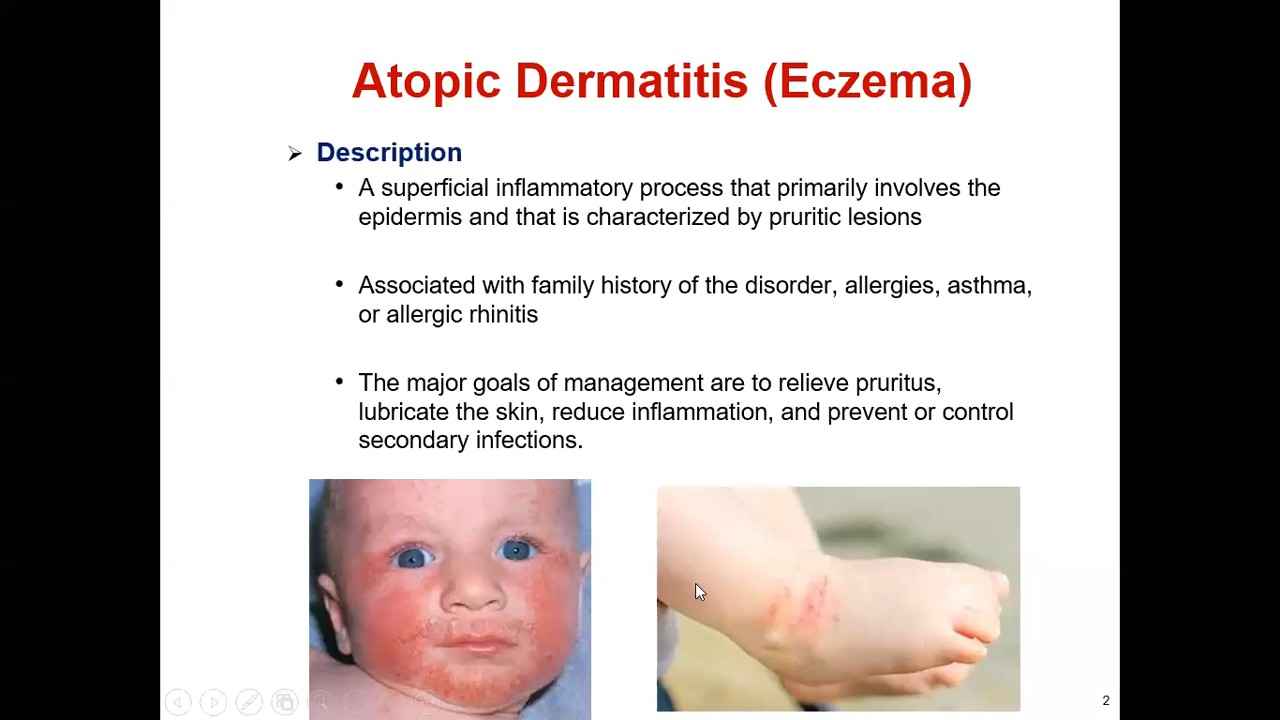 Atopic Dermatitis (Eczema)
Description
• A superficial inflammatory process that primarily involves the
epidermis and that is characterized by pruritic lesions
• Associated with family history of the disorder, allergies, asthma,
or allergic rhinitis
• The major goals of management are to relieve pruritus,
lubricate the skin, reduce inflammation, and prevent or control
secondary infections.
2